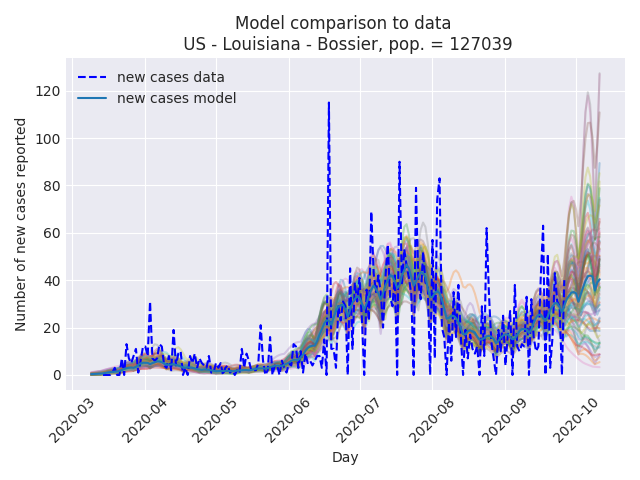 Model comparison to data
US - Louisiana - Bossier, pop. = 127039
new cases data
new cases model
Number of new cases reported
120
100
80
60
40
20
0
2020-03
2020-04
2020-05
2020-06
2020-07
2020-08
2020-09
2020-10
Day